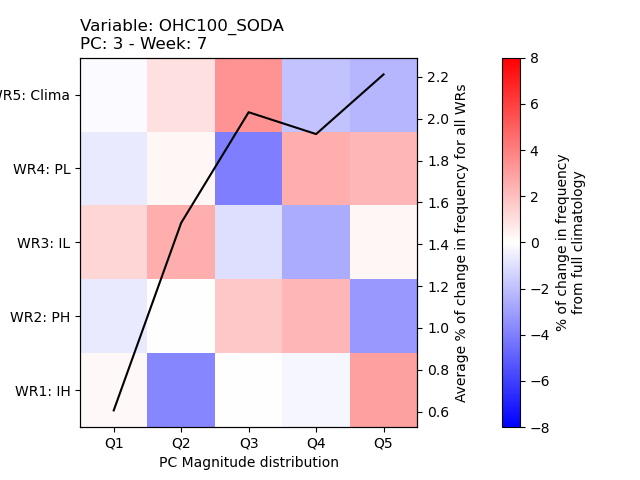 Variable: OHC100_SODA
PC: 3 - Week: 7
R5: Clima
WR4: PL
WR3: IL
WR2: PH
WR1: IH
Q1 Q2 Q3 Q4 Q5
PC Magnitude distribution
2.2
2.0
1.8
1.6
1.4
1.2
1.0
0.8
0.6
Average % of change in frequency for all WRs
8
6
4
2
0
−2
−4
−6
−8
% of change in frequency
from full climatology